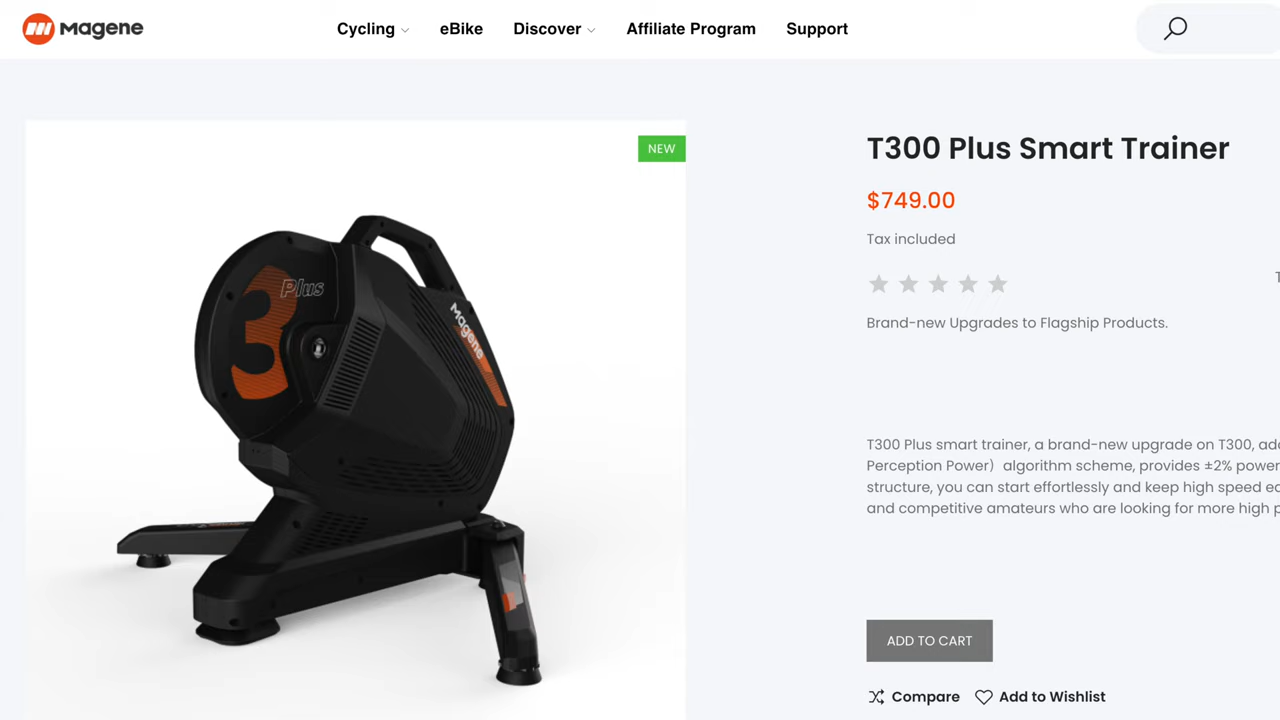 Magene
Cycling
eBike
Discover
Affiliate Program
Support
NEW
3
Plus
Magene
T300 Plus Smart Trainer
$749.00
Tax included
Brand-new Upgrades to Flagship Products.
T300 Plus smart trainer, a brand-new upgrade on T300,
Perception Power）algorithm scheme, provides ±2% power
structure, you can start effortlessly and keep high speed
and competitive amateurs who are looking for more high
ADD TO CART
Compare
Add to Wishlist